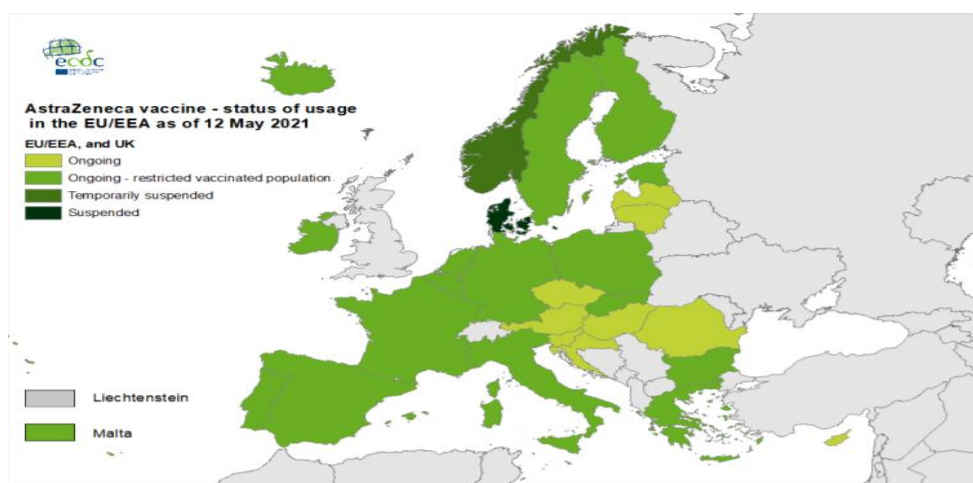 ecdc
AstraZeneca vaccine - status of usage
in the EU/EEA as of 12 May 2021
EU/EEA, and UK
Ongoing
Ongoing - restricted vaccinated population
Temporarily suspended
Suspended
Liechtenstein
Malta